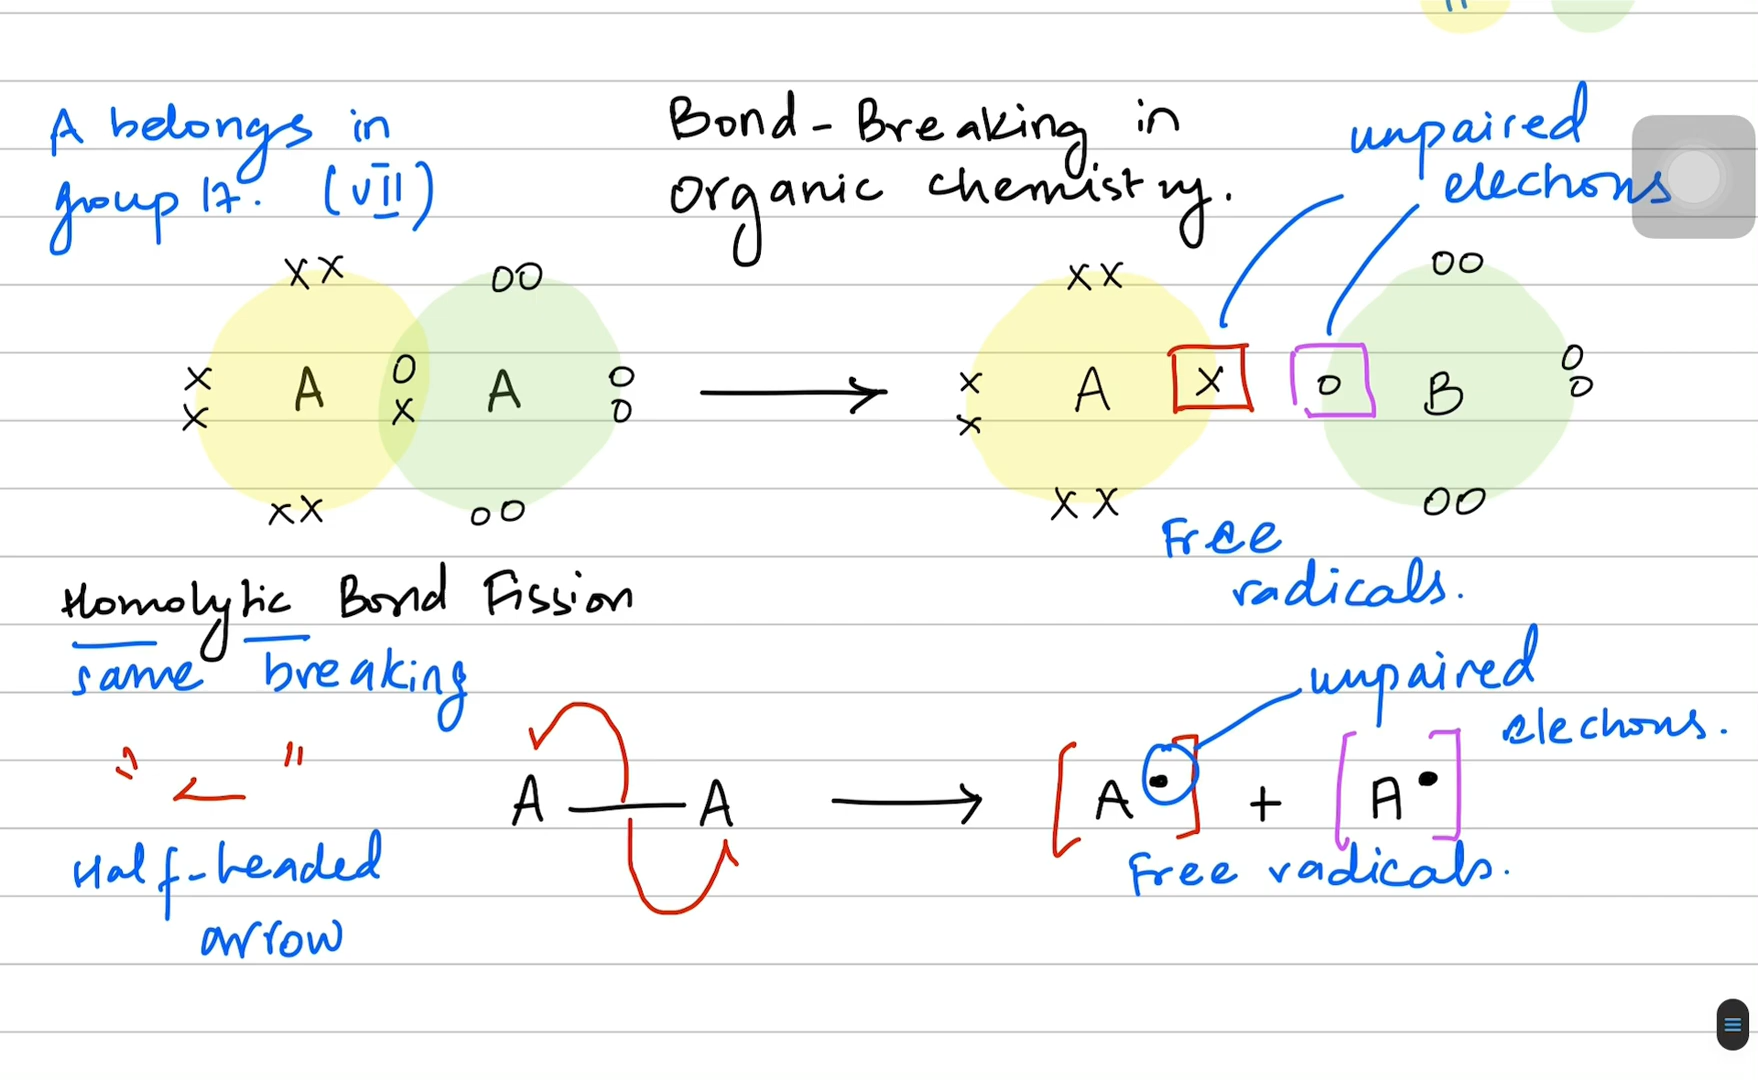 A belongs in
group 17. (VII)
Bond-Breaking in
organic chemistry.
unpaired
electrons
XX
OO
XX
OO
X
X
A
O
X
A
O
O
X
X
A
X
O
B
O
O
XX
OO
XX
OO
Free
radicals.
Homolytic Bond Fission
same breaking
unpaired
electrons.
" "
Half-headed
arrow
A — A
[A•] + [A•]
Free radicals.